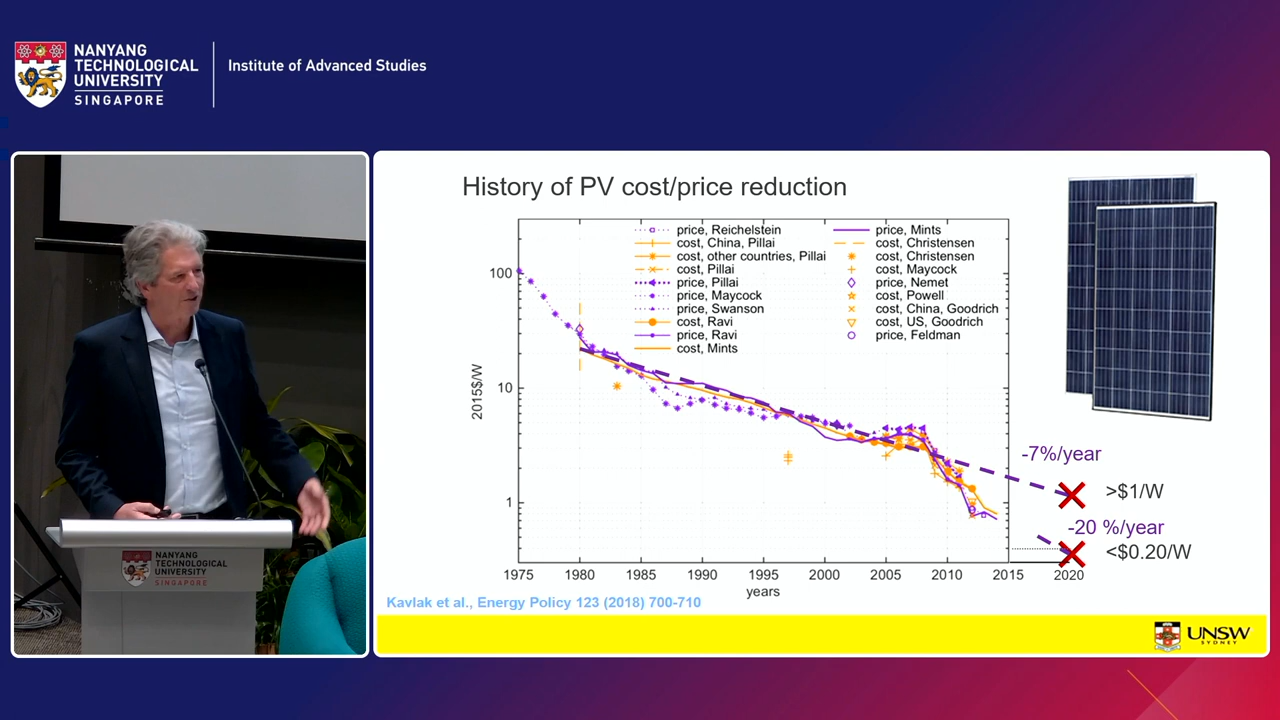 NANYANG
TECHNOLOGICAL
UNIVERSITY
SINGAPORE
Institute of Advanced Studies
History of PV cost/price reduction
price, Reichelstein
cost, China, Pillai
cost, other countries, Pillai
cost, Pillai
price, Pillai
price, Maycock
price, Swanson
cost, Ravi
price, Ravi
cost, Mints
price, Mints
cost, Christensen
cost, Christensen
cost, Maycock
price, Nemet
cost, Powell
cost, China, Goodrich
cost, US, Goodrich
price, Feldman
100
10
1
2015$/W
1975 1980 1985 1990 1995 2000 2005 2010 2015 2020
years
-7%/year
>$1/W
-20 %/year
<$0.20/W
Kavlak et al., Energy Policy 123 (2018) 700-710
UNSW
SYDNEY
NANYANG
TECHNOLOGICAL
UNIVERSITY
SINGAPORE